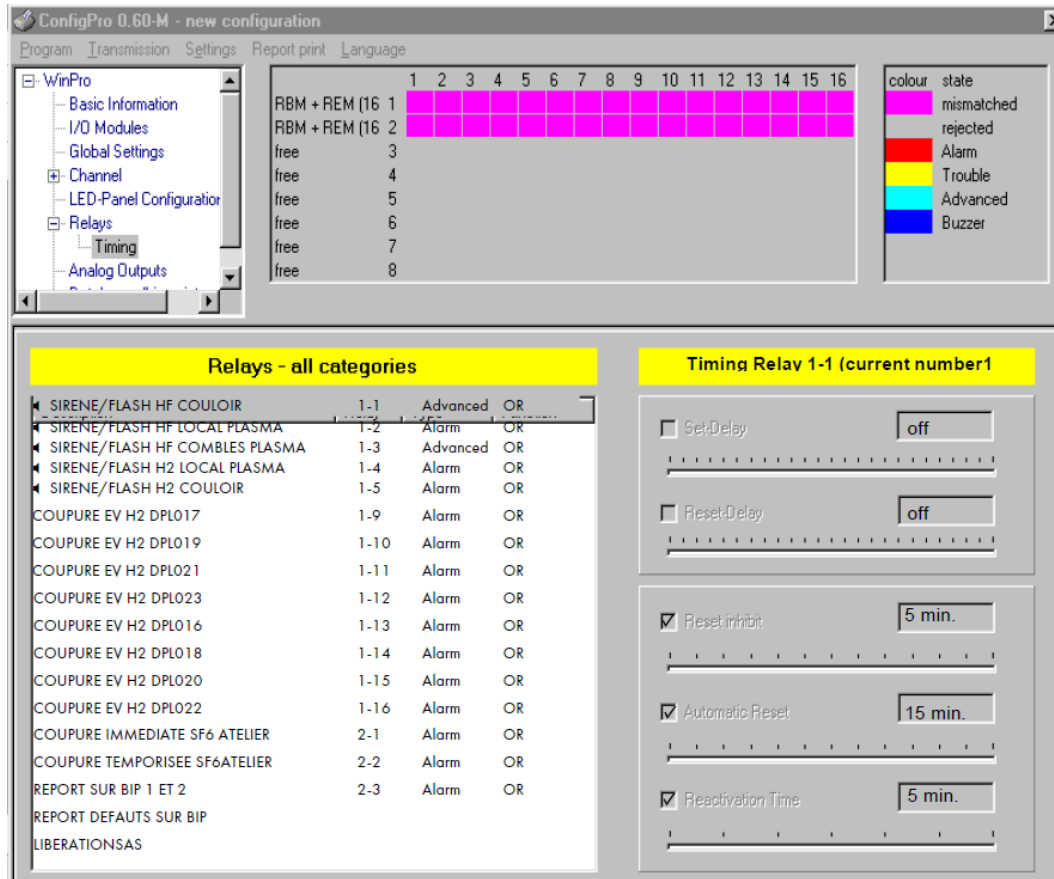 ConfigPro 0.60-M - new configuration
Program Transmission Settings Report print Language
WinPro
Basic Information
I/O Modules
Global Settings
Channel
LED-Panel Configuration
Relays
Timing
Analog Outputs
1 2 3 4 5 6 7 8 9 10 11 12 13 14 15 16
RBM + REM (16 1
RBM + REM (16 2
free 3
free 4
free 5
free 6
free 7
free 8
colour state
mismatched
rejected
Alarm
Trouble
Advanced
Buzzer
Relays - all categories
SIRENE/FLASH HF COULOIR 1-1 Advanced OR
SIRENE/FLASH HF LOCAL PLASMA 1-2 Alarm OR
SIRENE/FLASH HF COMBLES PLASMA 1-3 Advanced OR
SIRENE/FLASH H2 LOCAL PLASMA 1-4 Alarm OR
SIRENE/FLASH H2 COULOIR 1-5 Alarm OR
COUPURE EV H2 DPL017 1-9 Alarm OR
COUPURE EV H2 DPL019 1-10 Alarm OR
COUPURE EV H2 DPL021 1-11 Alarm OR
COUPURE EV H2 DPL023 1-12 Alarm OR
COUPURE EV H2 DPL016 1-13 Alarm OR
COUPURE EV H2 DPL018 1-14 Alarm OR
COUPURE EV H2 DPL020 1-15 Alarm OR
COUPURE EV H2 DPL022 1-16 Alarm OR
COUPURE IMMEDIATE SF6 ATELIER 2-1 Alarm OR
COUPURE TEMPORISEE SF6ATELIER 2-2 Alarm OR
REPORT SUR BIP 1 ET 2 2-3 Alarm OR
REPORT DEFAUTS SUR BIP
LIBERATIONSAS
Timing Relay 1-1 (current number1
Set-Delay off
Reset-Delay off
Reset inhibit 5 min.
Automatic Reset 15 min.
Reactivation Time 5 min.